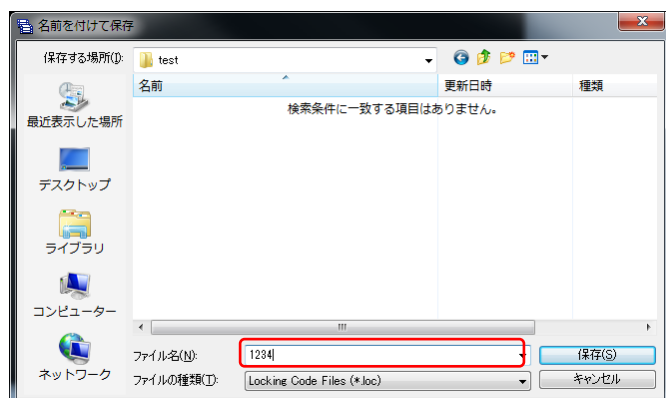 名前を付けて保存
保存する場所(I):
test
名前
更新日時
種類
検索条件に一致する項目はありません。
最近表示した場所
デスクトップ
ライブラリ
コンピューター
ネットワーク
ファイル名(N):
1234
保存(S)
ファイルの種類(T):
Locking Code Files (*.loc)
キャンセル